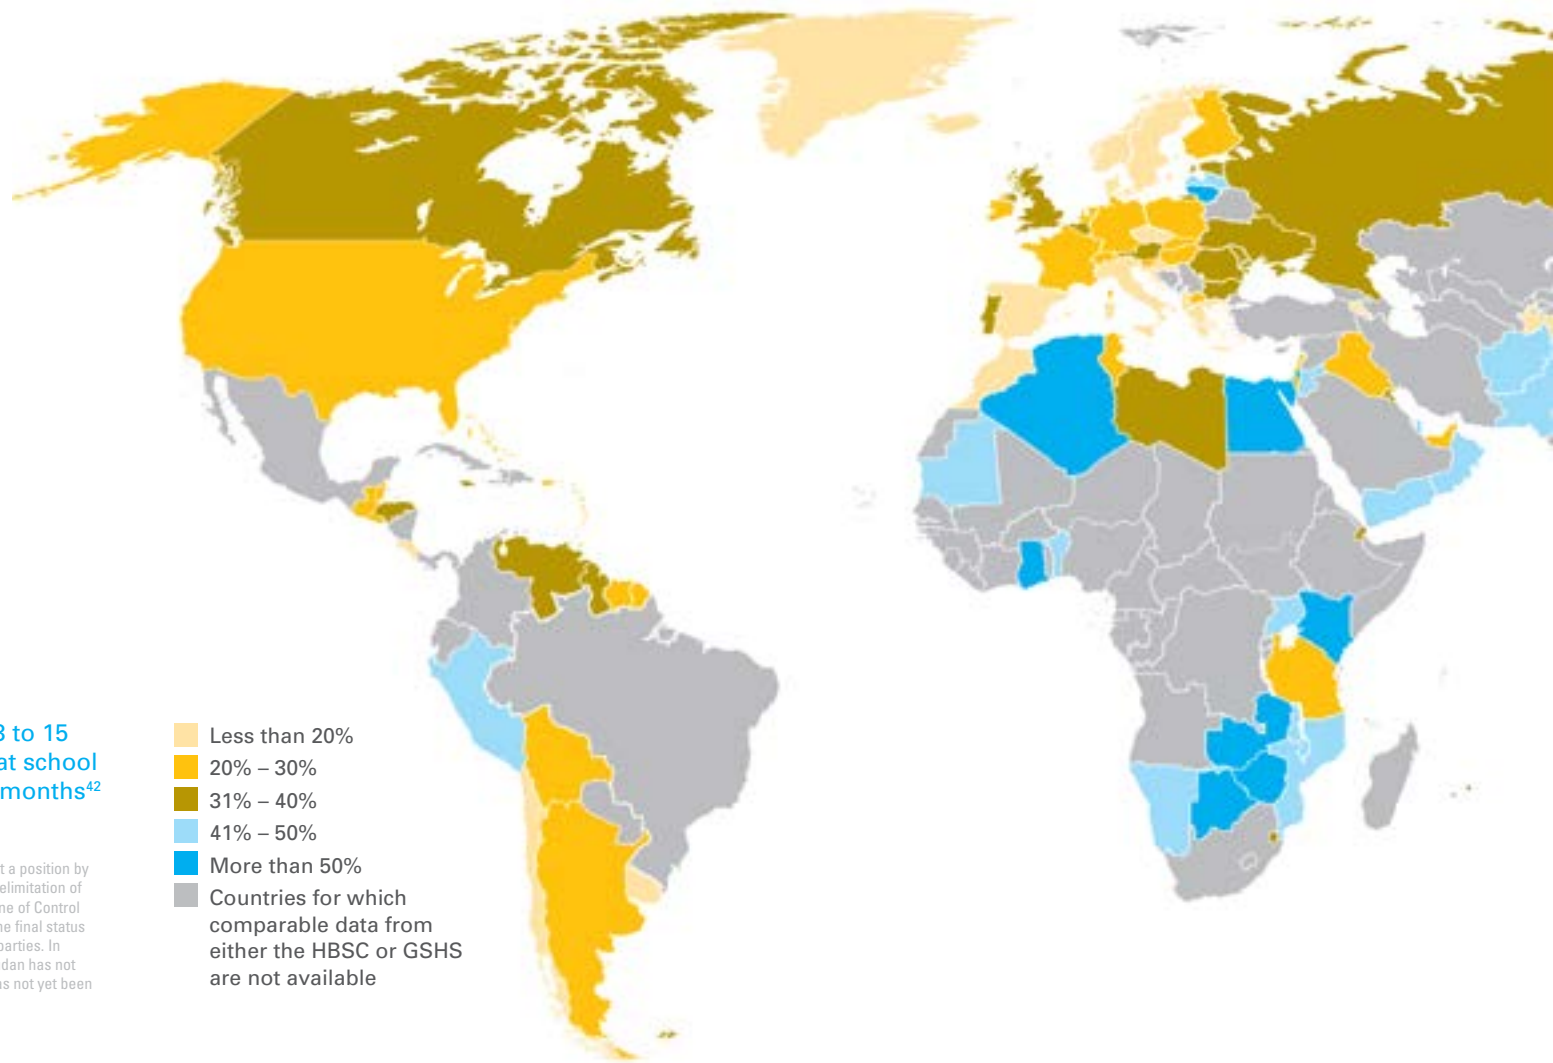 3 to 15
at school
months⁴²
t a position by
elimitation of
ne of Control
he final status
parties. In
dan has not
as not yet been
Less than 20%
20% – 30%
31% – 40%
41% – 50%
More than 50%
Countries for which
comparable data from
either the HBSC or GSHS
are not available